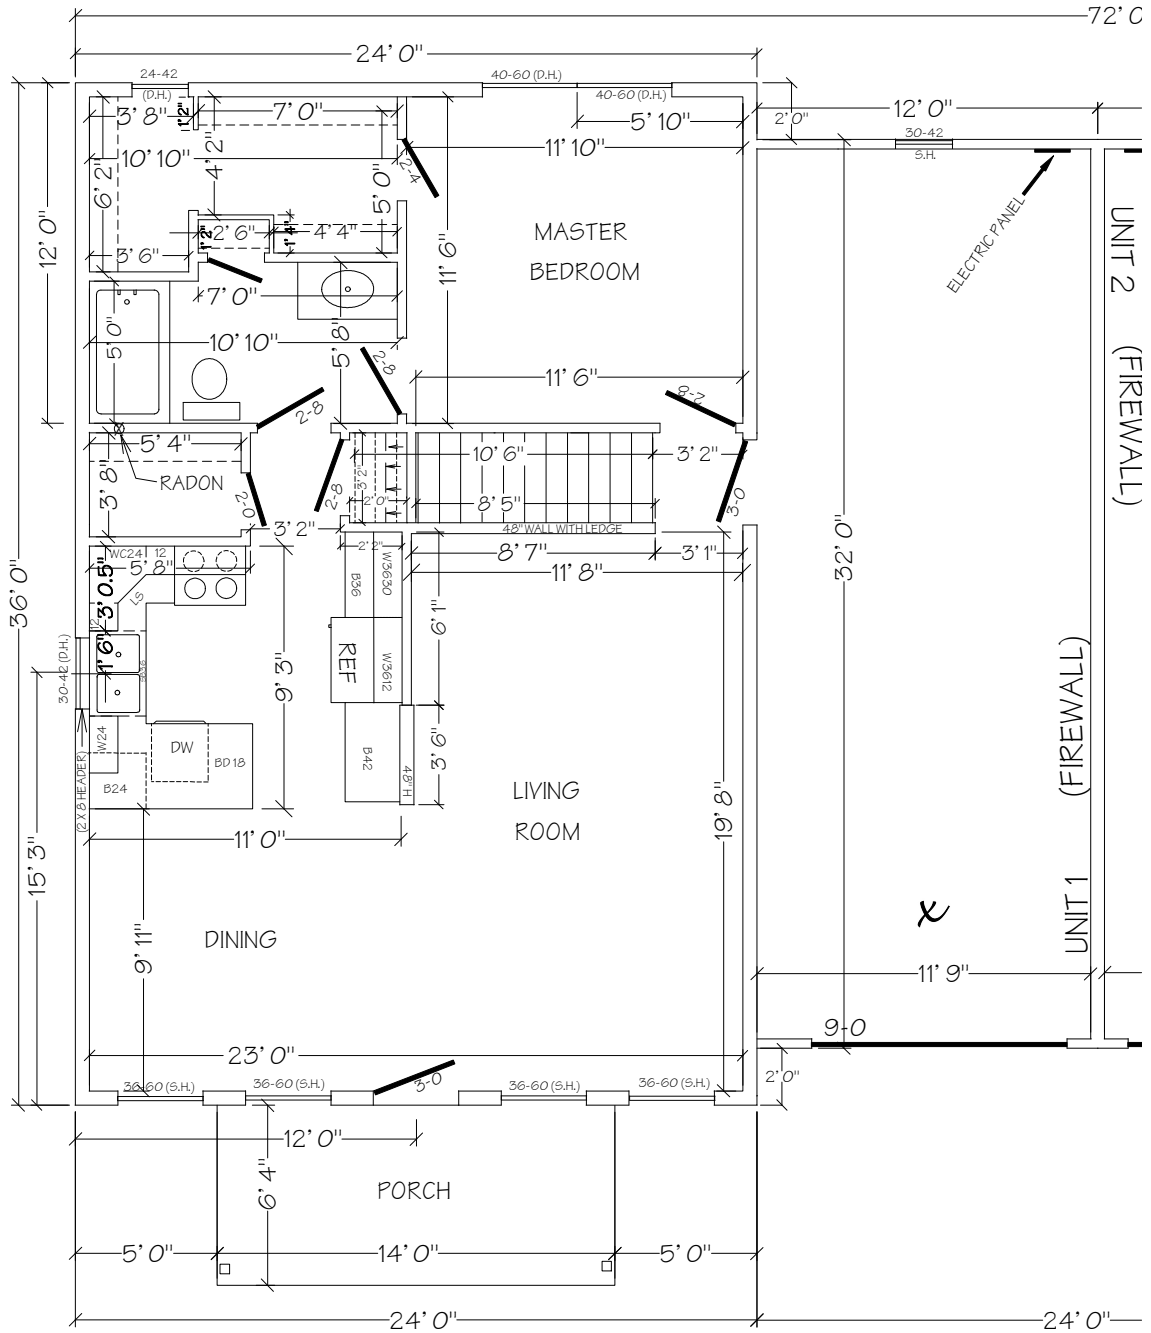 72' 0
24' 0"
24-42
(D.H.)
40-60 (D.H.)
40-60 (D.H.)
12' 0"
2' 0"
3' 8"
1' 2"
7' 0"
5' 10"
30-42
S.H.
10' 10"
4' 2"
11' 10"
2-4
6' 2"
5' 0"
12' 0"
ELECTRIC PANEL
UNIT 2
(FIREWALL)
3' 6"
1' 2"
2' 6"
1' 4"
4' 4"
11' 6"
MASTER
BEDROOM
7' 0"
5' 0"
10' 10"
5' 8"
2-8
11' 6"
2-8
2-8
5' 4"
3' 8"
RADON
2-0
2-8
3' 2"
2' 0"
10' 6"
3' 2"
8' 5"
3-0
3' 2"
48" WALL WITH LEDGE
WC24
12
5' 8"
2' 2"
8' 7"
3' 1"
11' 8"
32' 0"
36' 0"
3' 0.5"
LS
B36
W3630
12
6' 1"
30-42 (D.H.)
1' 6"
SB36
9' 3"
REF
W3612
(FIREWALL)
W24
DW
BD18
B24
B42
48" H
3' 6"
(2 X 8 HEADER)
LIVING
ROOM
19' 8"
11' 0"
15' 3"
UNIT 1
x
DINING
9' 11"
11' 9"
9-0
23' 0"
36-60 (S.H.)
36-60 (S.H.)
3-0
36-60 (S.H.)
36-60 (S.H.)
2' 0"
12' 0"
6' 4"
PORCH
5' 0"
14' 0"
5' 0"
24' 0"
24' 0"